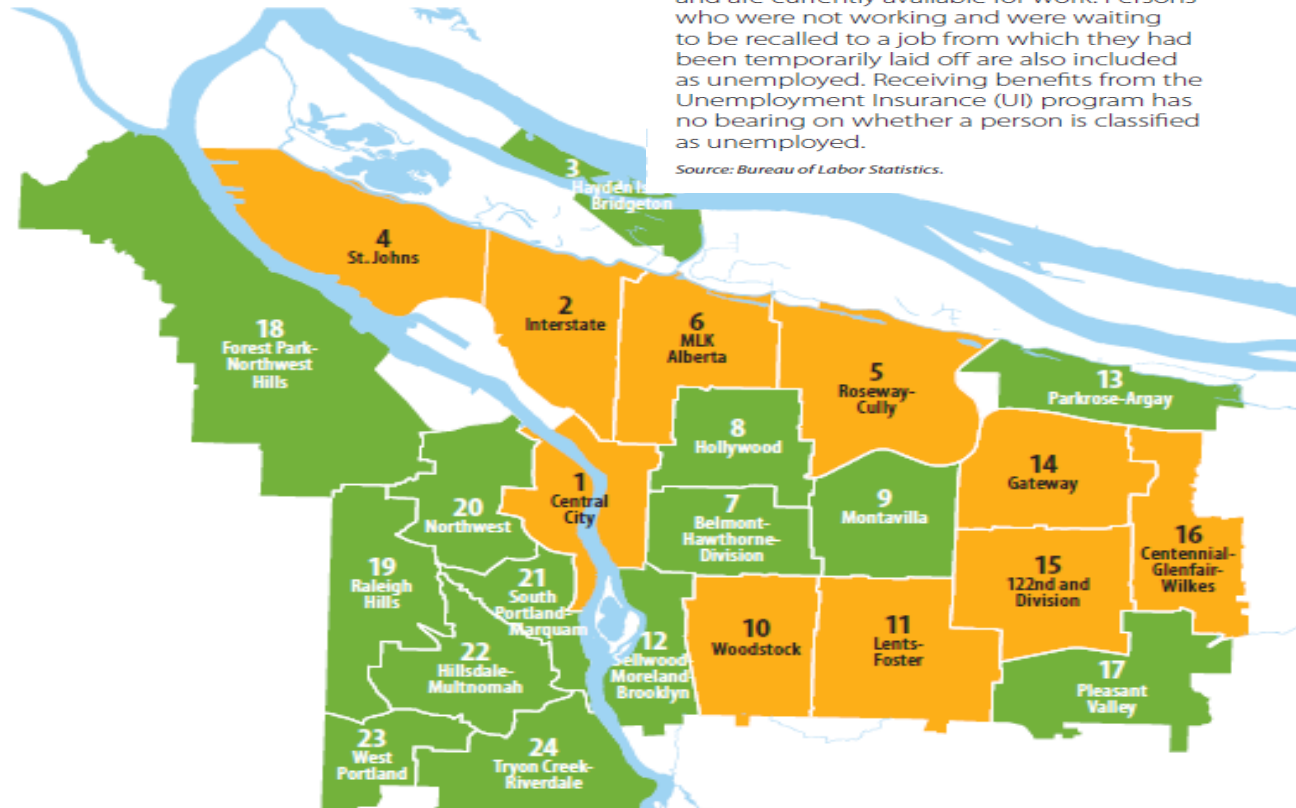 and are currently available for work. Persons
who were not working and were waiting
to be recalled to a job from which they had
been temporarily laid off are also included
as unemployed. Receiving benefits from the
Unemployment Insurance (UI) program has
no bearing on whether a person is classified
as unemployed.
Source: Bureau of Labor Statistics.
3
Hayden
Bridgeton
4
St. Johns
2
Interstate
6
MLK
Alberta
18
Forest Park-
Northwest
Hills
5
Roseway-
Cully
13
Parkrose-Argay
8
Hollywood
14
Gateway
1
Central
City
20
Northwest
7
Belmont-
Hawthorne-
Division
9
Montavilla
16
Centennial-
Glenfair-
Wilkes
19
Raleigh
Hills
21
South
Portland-
Marquam
15
122nd and
Division
12
Sellwood-
Moreland-
Brooklyn
10
Woodstock
11
Lents-
Foster
22
Hillsdale-
Multnomah
17
Pleasant
Valley
23
West
Portland
24
Tryon Creek-
Riverdale